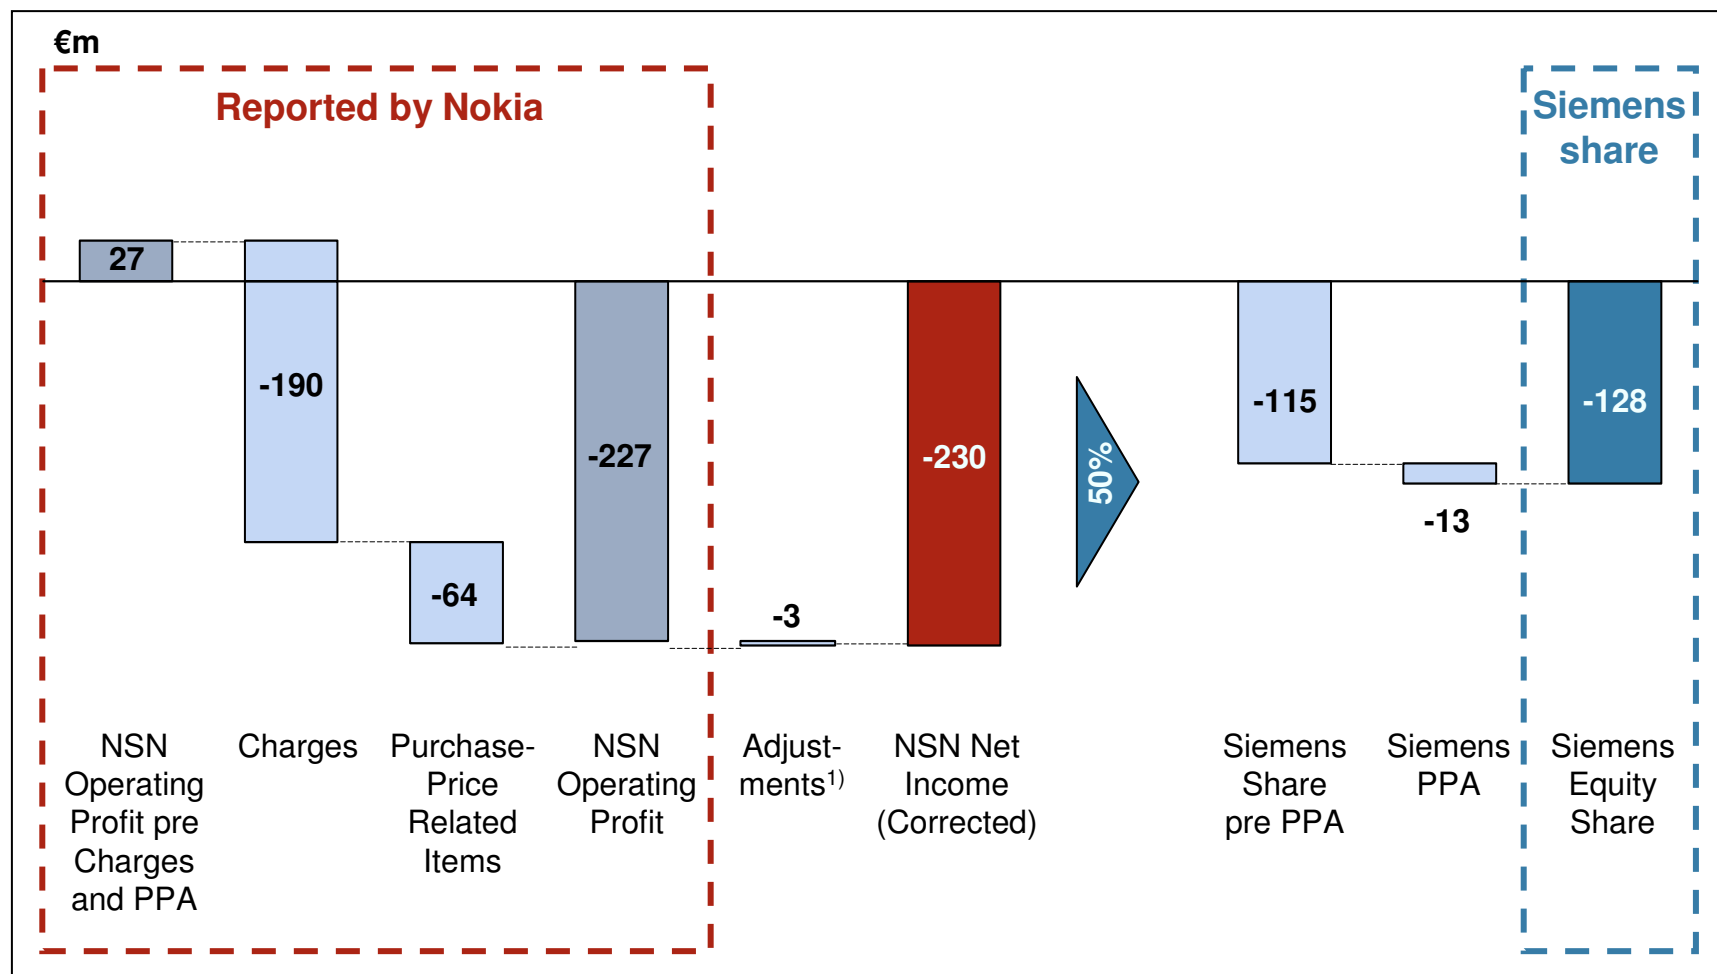 €m
Reported by Nokia
Siemens
share
27
-190
-64
-227
-3
-230
50%
-115
-13
-128
NSN
Operating
Profit pre
Charges
and PPA
Charges
Purchase-
Price
Related
Items
NSN
Operating
Profit
Adjust-
ments1)
NSN Net
Income
(Corrected)
Siemens
Share
pre PPA
Siemens
PPA
Siemens
Equity
Share